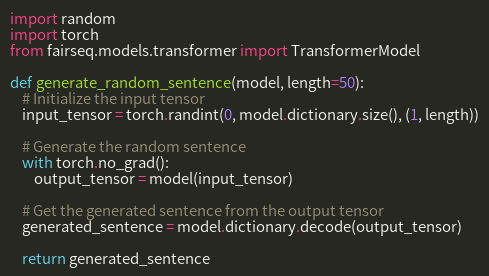 import random
import torch
from fairseq.models.transformer import TransformerModel
def generate_random_sentence(model, length=50):
# Initialize the input tensor
input_tensor = torch.randint(0, model.dictionary.size(), (1, length))
# Generate the random sentence
with torch.no_grad():
output_tensor = model(input_tensor)
# Get the generated sentence from the output tensor
generated_sentence = model.dictionary.decode(output_tensor)
return generated_sentence